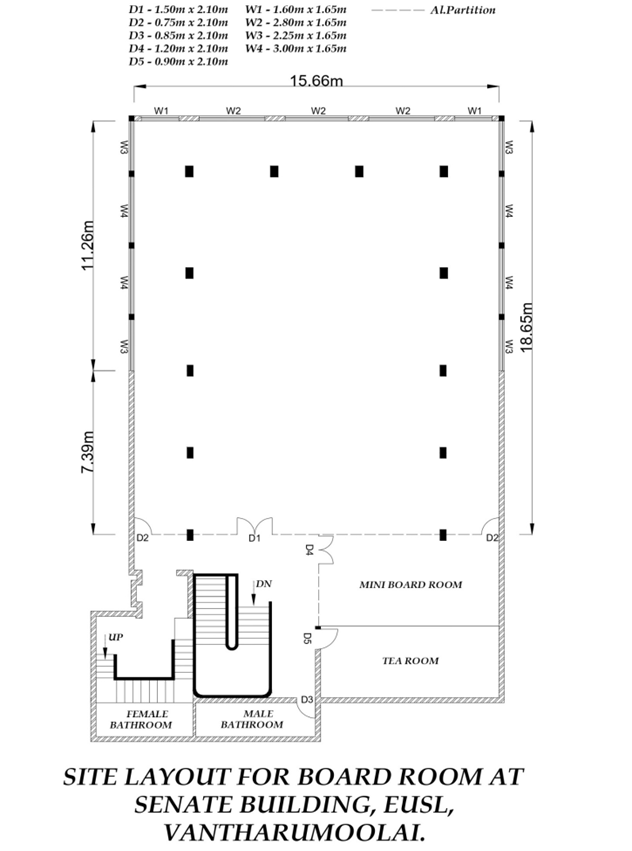 D1 - 1.50m x 2.10m W1 - 1.60m x 1.65m Al.Partition
D2 - 0.75m x 2.10m W2 - 2.80m x 1.65m
D3 - 0.85m x 2.10m W3 - 2.25m x 1.65m
D4 - 1.20m x 2.10m W4 - 3.00m x 1.65m
D5 - 0.90m x 2.10m
15.66m
W1 W2 W2 W2 W1
W3 W3
W4 W4
11.26m
W4 W4
18.65m
W3 W3
7.39m
D2 D1 D2
D4
DN
MINI BOARD ROOM
UP
D5
TEA ROOM
D3
FEMALE MALE
BATHROOM BATHROOM
SITE LAYOUT FOR BOARD ROOM AT
SENATE BUILDING, EUSL,
VANTHARUMOOLAI.